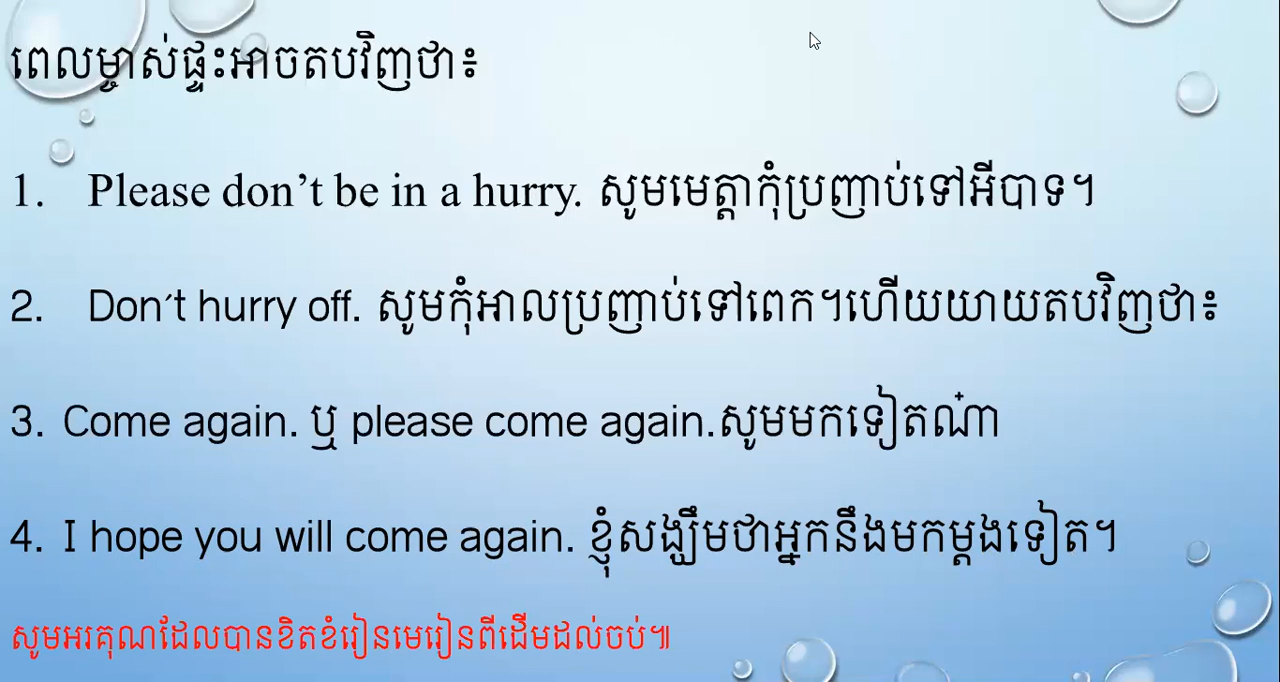 ពេលម្ចាស់ផ្ទះអាចតបវិញថា៖
1. Please don’t be in a hurry. សូមមេត្តាកុំប្រញាប់ទៅអីបាទ។
2. Don't hurry off. សូមកុំអាលប្រញាប់ទៅពេក។ហើយយាយតបវិញថា៖
3. Come again. ឬ please come again.សូមមកទៀតណ៎ា
4. I hope you will come again. ខ្ញុំសង្ឃឹមថាអ្នកនឹងមកម្ដងទៀត។
សូមអរគុណដែលបានខិតខំរៀនមេរៀនពីដើមដល់ចប់៕